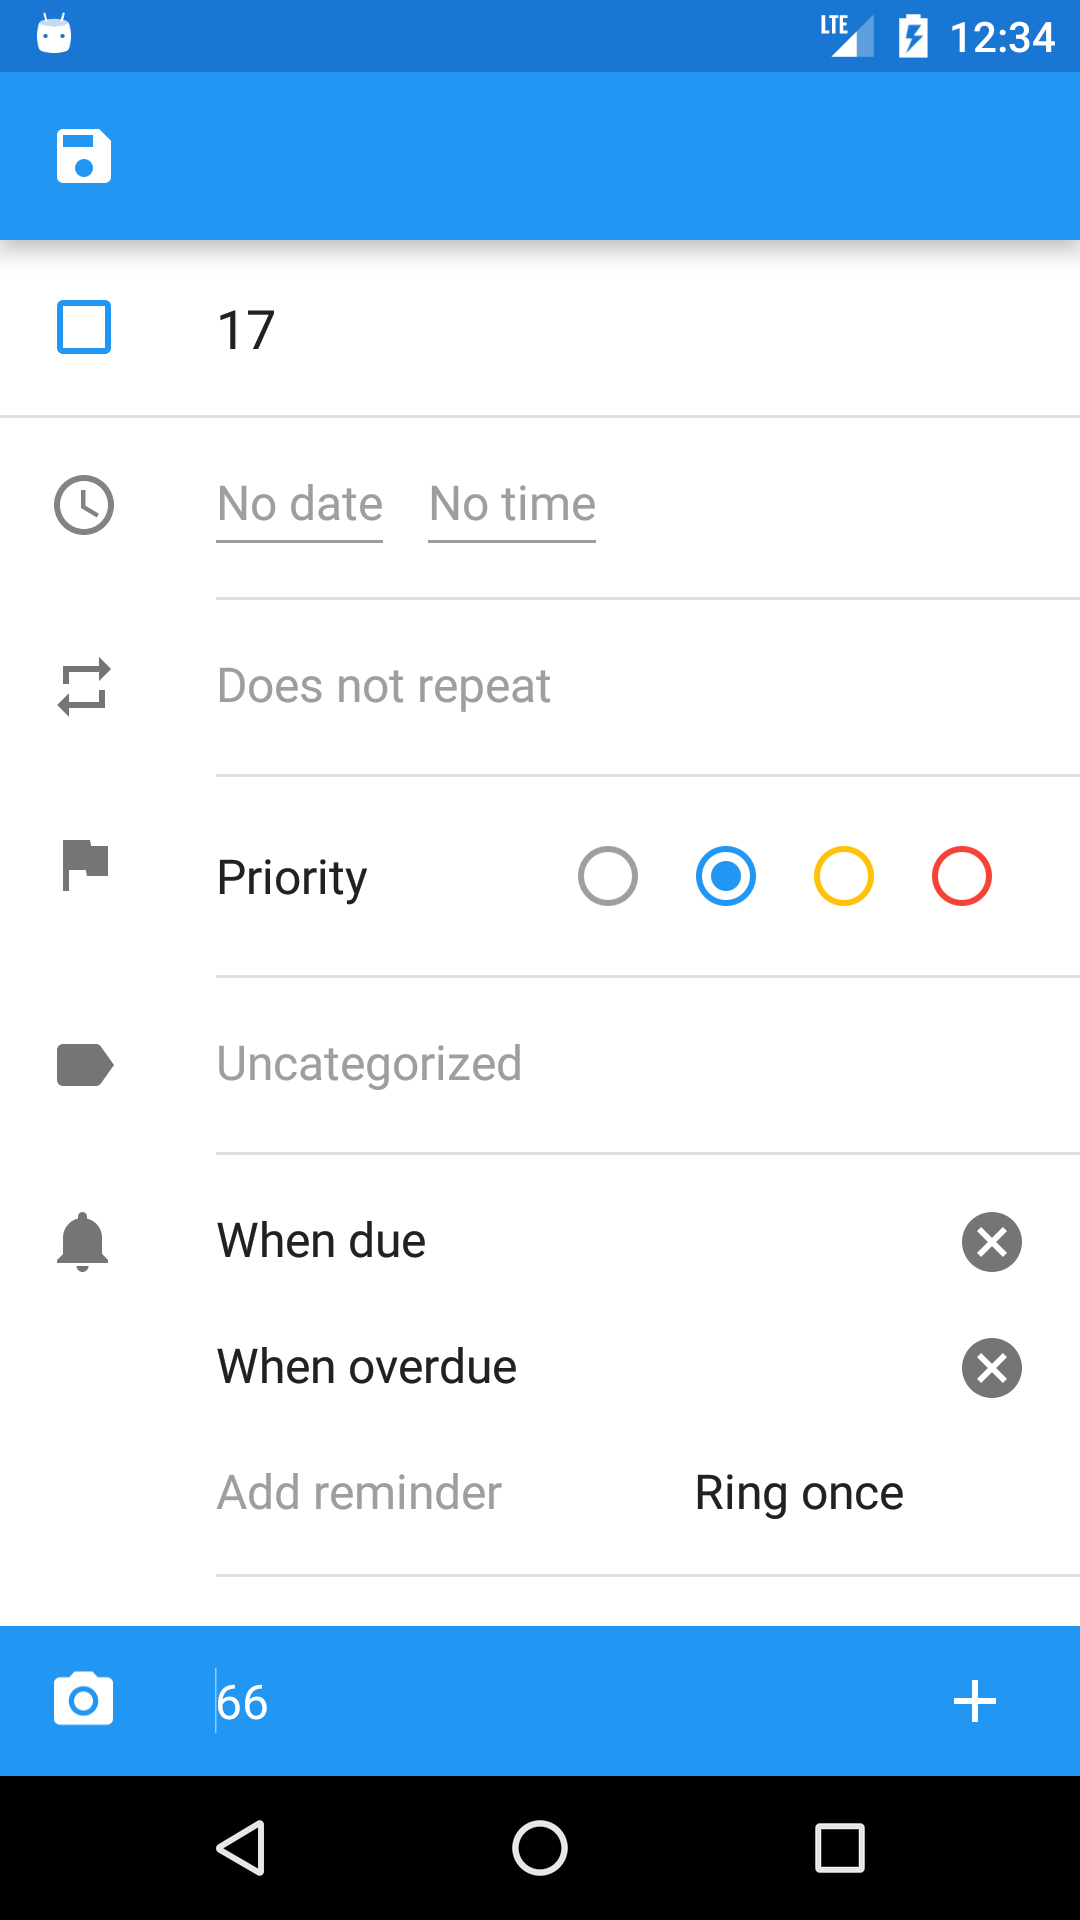 LTE 12:34
17
No date No time
Does not repeat
Priority
Uncategorized
When due
When overdue
Add reminder Ring once
66